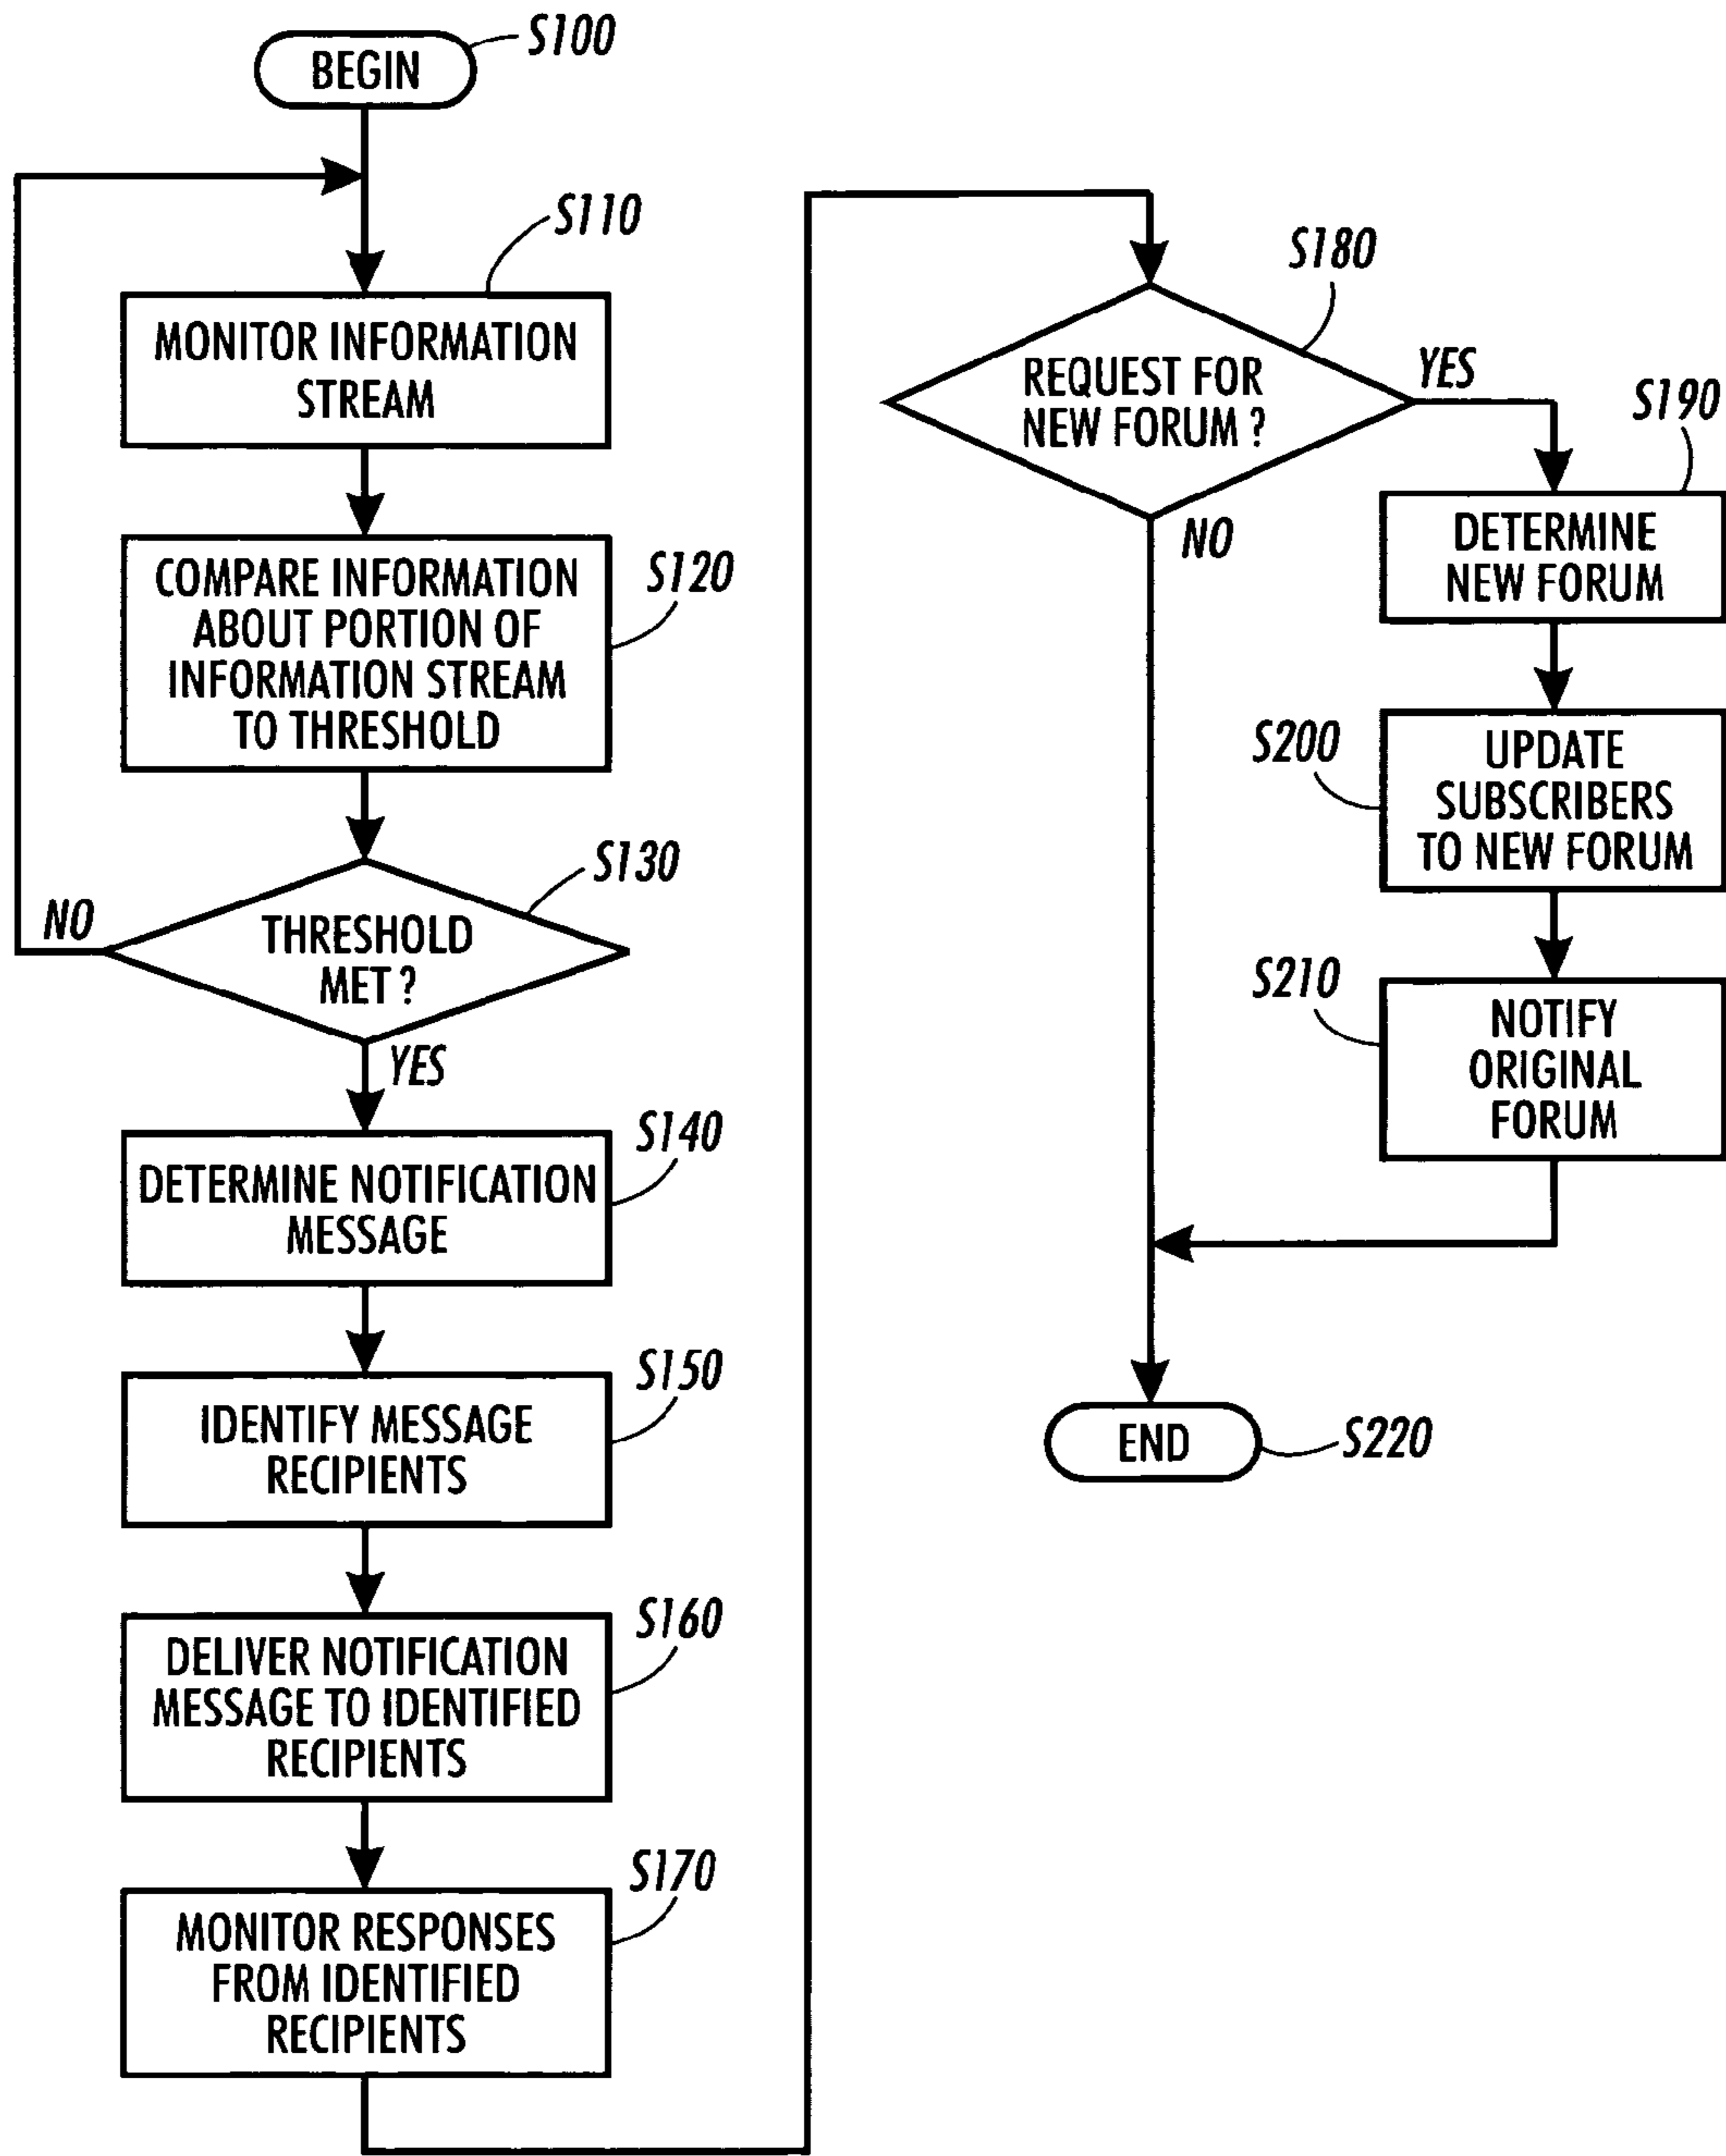 BEGIN
S100
S110
MONITOR INFORMATION
STREAM
S120
COMPARE INFORMATION
ABOUT PORTION OF
INFORMATION STREAM
TO THRESHOLD
S130
THRESHOLD
MET ?
NO
YES
S140
DETERMINE NOTIFICATION
MESSAGE
S150
IDENTIFY MESSAGE
RECIPIENTS
S160
DELIVER NOTIFICATION
MESSAGE TO IDENTIFIED
RECIPIENTS
S170
MONITOR RESPONSES
FROM IDENTIFIED
RECIPIENTS
S180
REQUEST FOR
NEW FORUM ?
YES
NO
S190
DETERMINE
NEW FORUM
S200
UPDATE
SUBSCRIBERS
TO NEW FORUM
S210
NOTIFY
ORIGINAL
FORUM
END
S220